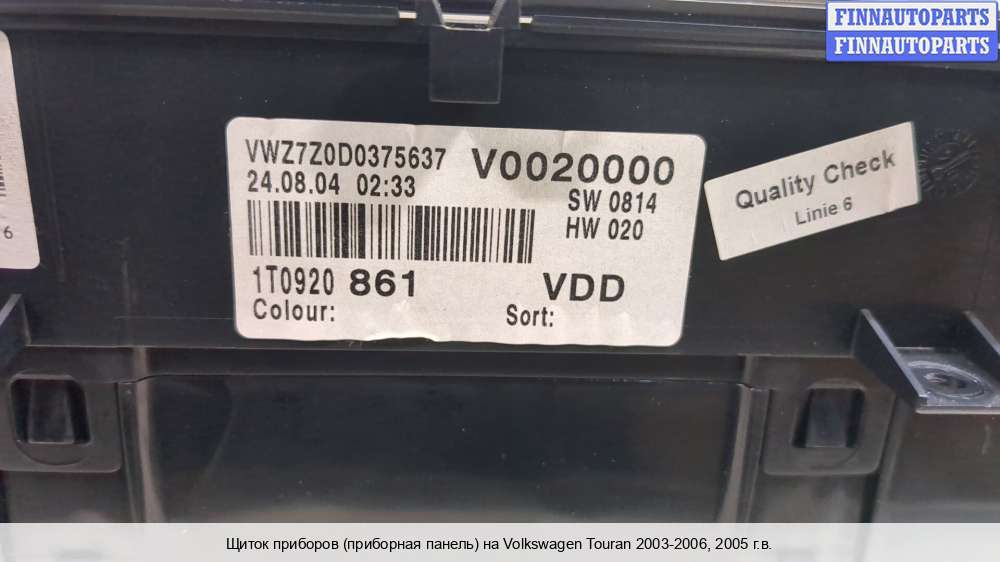 FINNAUTOPARTS
FINNAUTOPARTS
VWZ7Z0D0375637 V0020000
24.08.04 02:33
SW 0814
HW 020
1T0920 861 VDD
Colour: Sort:
Quality Check
Linie 6
6
Щиток приборов (приборная панель) на Volkswagen Touran 2003-2006, 2005 г.в.